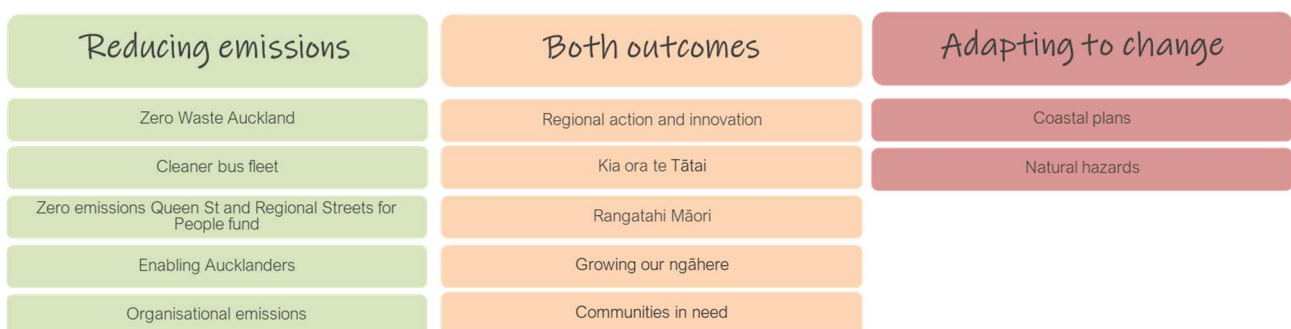 Reducing emissions
Zero Waste Auckland
Cleaner bus fleet
Zero emissions Queen St and Regional Streets for
People fund
Enabling Aucklanders
Organisational emissions
Both outcomes
Regional action and innovation
Kia ora te Tātai
Rangatahi Māori
Growing our ngāhere
Communities in need
Adapting to change
Coastal plans
Natural hazards